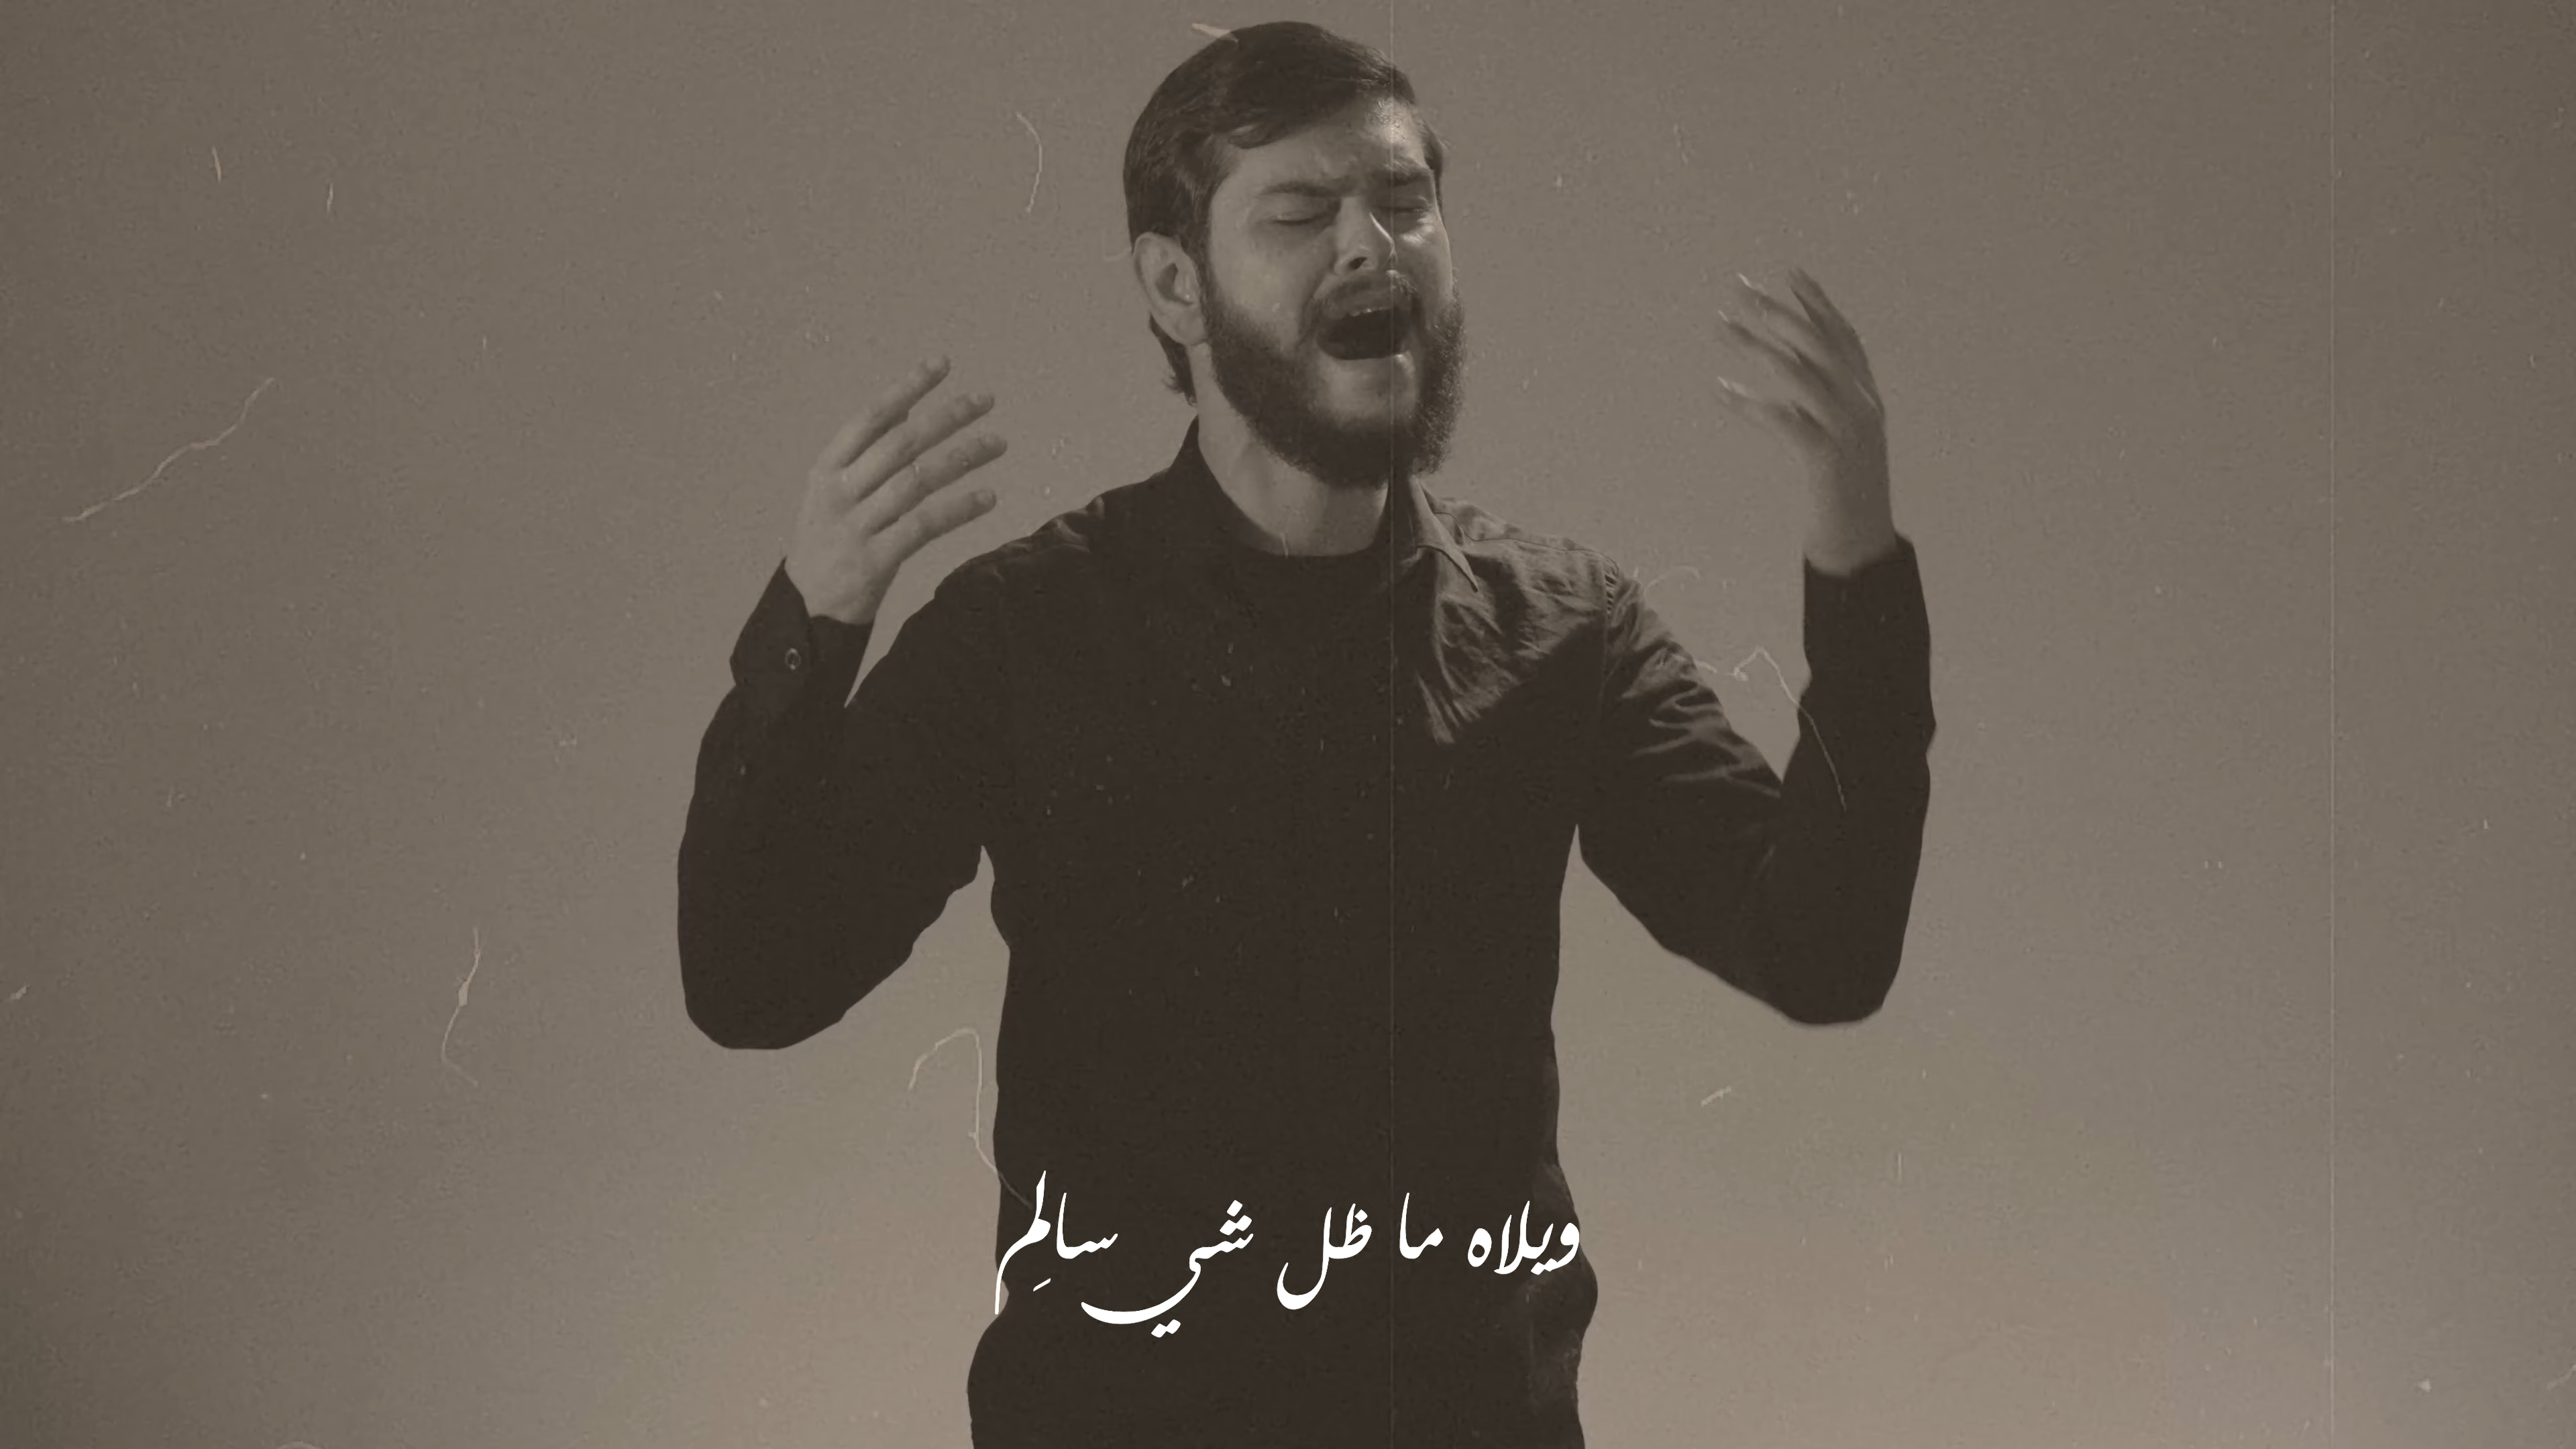 ويلاه ما ظل شي سالِم